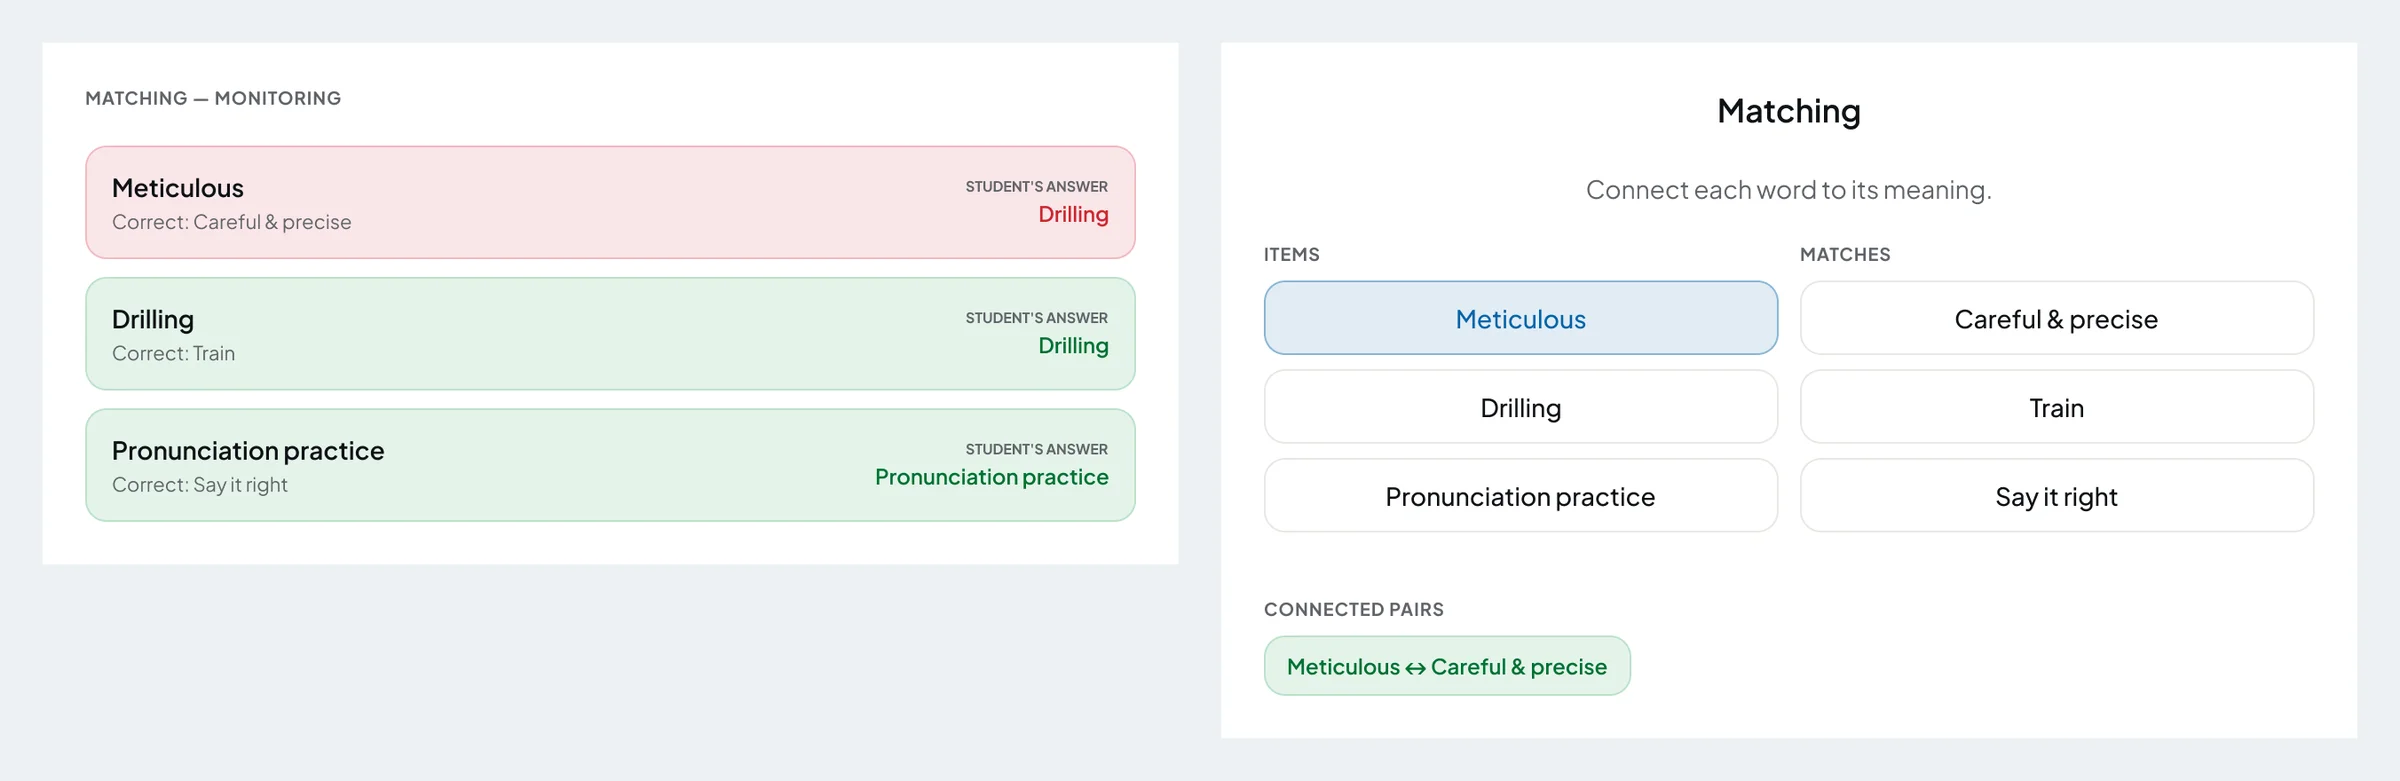 MATCHING — MONITORING
Meticulous
Correct: Careful & precise
STUDENT'S ANSWER
Drilling
Drilling
Correct: Train
STUDENT'S ANSWER
Drilling
Pronunciation practice
Correct: Say it right
STUDENT'S ANSWER
Pronunciation practice
Matching
Connect each word to its meaning.
ITEMS
MATCHES
Meticulous
Careful & precise
Drilling
Train
Pronunciation practice
Say it right
CONNECTED PAIRS
Meticulous ↔ Careful & precise